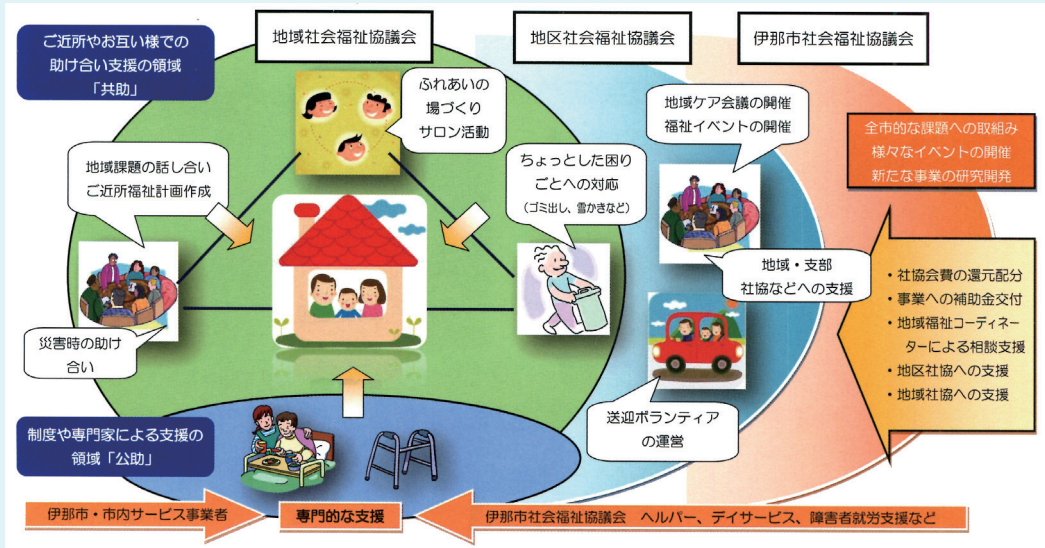 ご近所やお互い様での
助け合い支援の領域
「共助」
地域社会福祉協議会
地区社会福祉協議会
伊那市社会福祉協議会
ふれあいの
場づくり
サロン活動
地域ケア会議の開催
福祉イベントの開催
全市的な課題への取組み
様々なイベントの開催
新たな事業の研究開発
地域課題の話し合い
ご近所福祉計画作成
ちょっとした困り
ごとへの対応
(ゴミ出し、雪かきなど)
地域・支部
社協などへの支援
・社協会費の還元配分
・事業への補助金交付
・地域福祉コーディネー
ターによる相談支援
・地区社協への支援
・地域社協への支援
災害時の助け
合い
送迎ボランティア
の運営
制度や専門家による支援の
領域「公助」
伊那市・市内サービス事業者
専門的な支援
伊那市社会福祉協議会 ヘルパー、デイサービス、障害者就労支援など